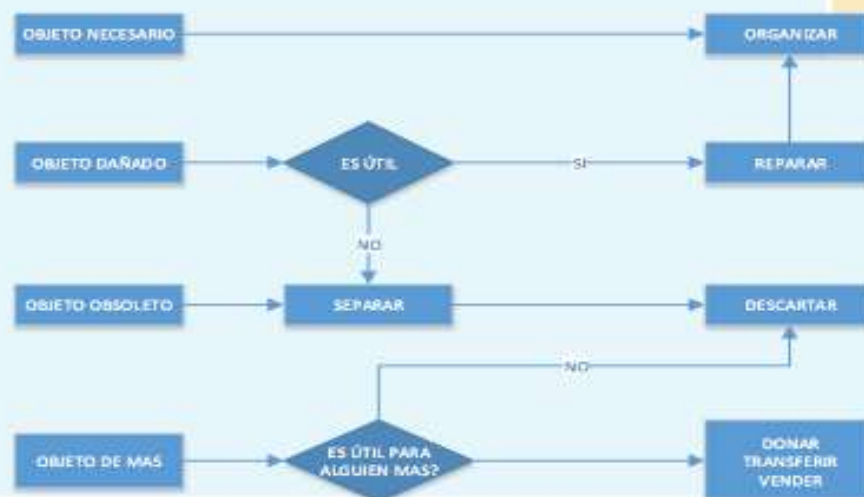 OBJETO NECESARIO
ORGANIZAR
OBJETO DAÑADO
ES ÚTIL
SI
REPARAR
NO
OBJETO OBSOLETO
SEPARAR
DESCARTAR
NO
OBJETO DE MAS
ES ÚTIL PARA
ALGUIEN MAS?
DONAR
TRANSFERIR
VENDER